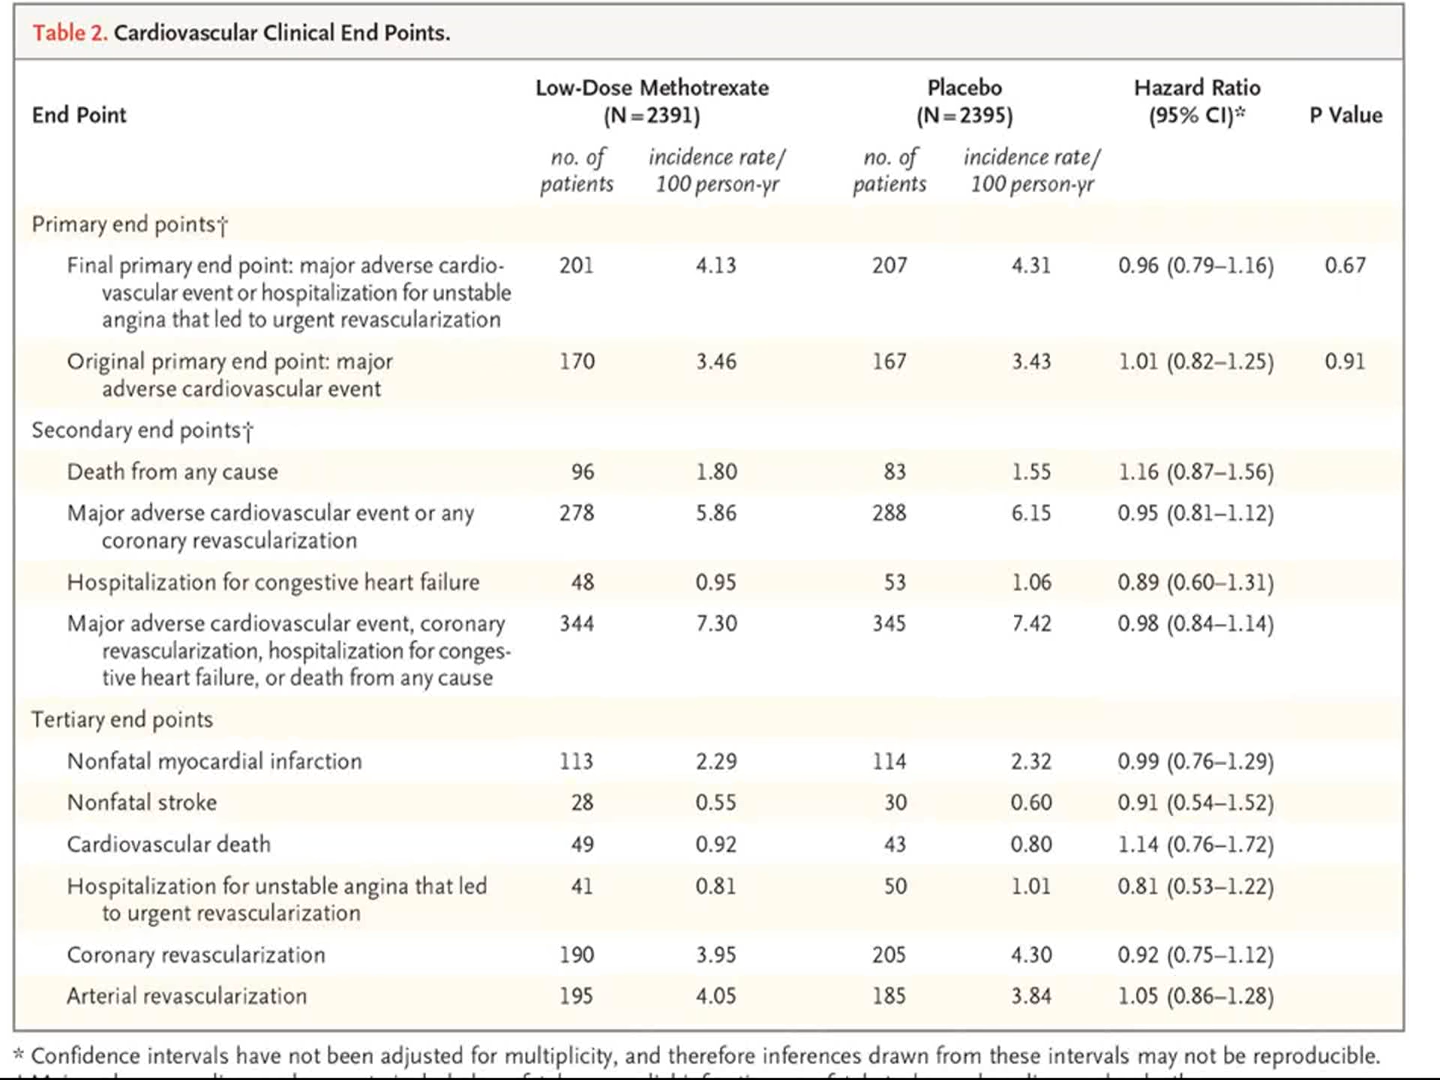 Table 2. Cardiovascular Clinical End Points.
End Point Low-Dose Methotrexate (N=2391) Placebo (N=2395) Hazard Ratio (95% CI)* P Value
no. of patients incidence rate/100 person-yr no. of patients incidence rate/100 person-yr
Primary end points†
Final primary end point: major adverse cardio- 201 4.13 207 4.31 0.96 (0.79–1.16) 0.67
vascular event or hospitalization for unstable
angina that led to urgent revascularization
Original primary end point: major 170 3.46 167 3.43 1.01 (0.82–1.25) 0.91
adverse cardiovascular event
Secondary end points†
Death from any cause 96 1.80 83 1.55 1.16 (0.87–1.56)
Major adverse cardiovascular event or any 278 5.86 288 6.15 0.95 (0.81–1.12)
coronary revascularization
Hospitalization for congestive heart failure 48 0.95 53 1.06 0.89 (0.60–1.31)
Major adverse cardiovascular event, coronary 344 7.30 345 7.42 0.98 (0.84–1.14)
revascularization, hospitalization for conges-
tive heart failure, or death from any cause
Tertiary end points
Nonfatal myocardial infarction 113 2.29 114 2.32 0.99 (0.76–1.29)
Nonfatal stroke 28 0.55 30 0.60 0.91 (0.54–1.52)
Cardiovascular death 49 0.92 43 0.80 1.14 (0.76–1.72)
Hospitalization for unstable angina that led 41 0.81 50 1.01 0.81 (0.53–1.22)
to urgent revascularization
Coronary revascularization 190 3.95 205 4.30 0.92 (0.75–1.12)
Arterial revascularization 195 4.05 185 3.84 1.05 (0.86–1.28)
* Confidence intervals have not been adjusted for multiplicity, and therefore inferences drawn from these intervals may not be reproducible.